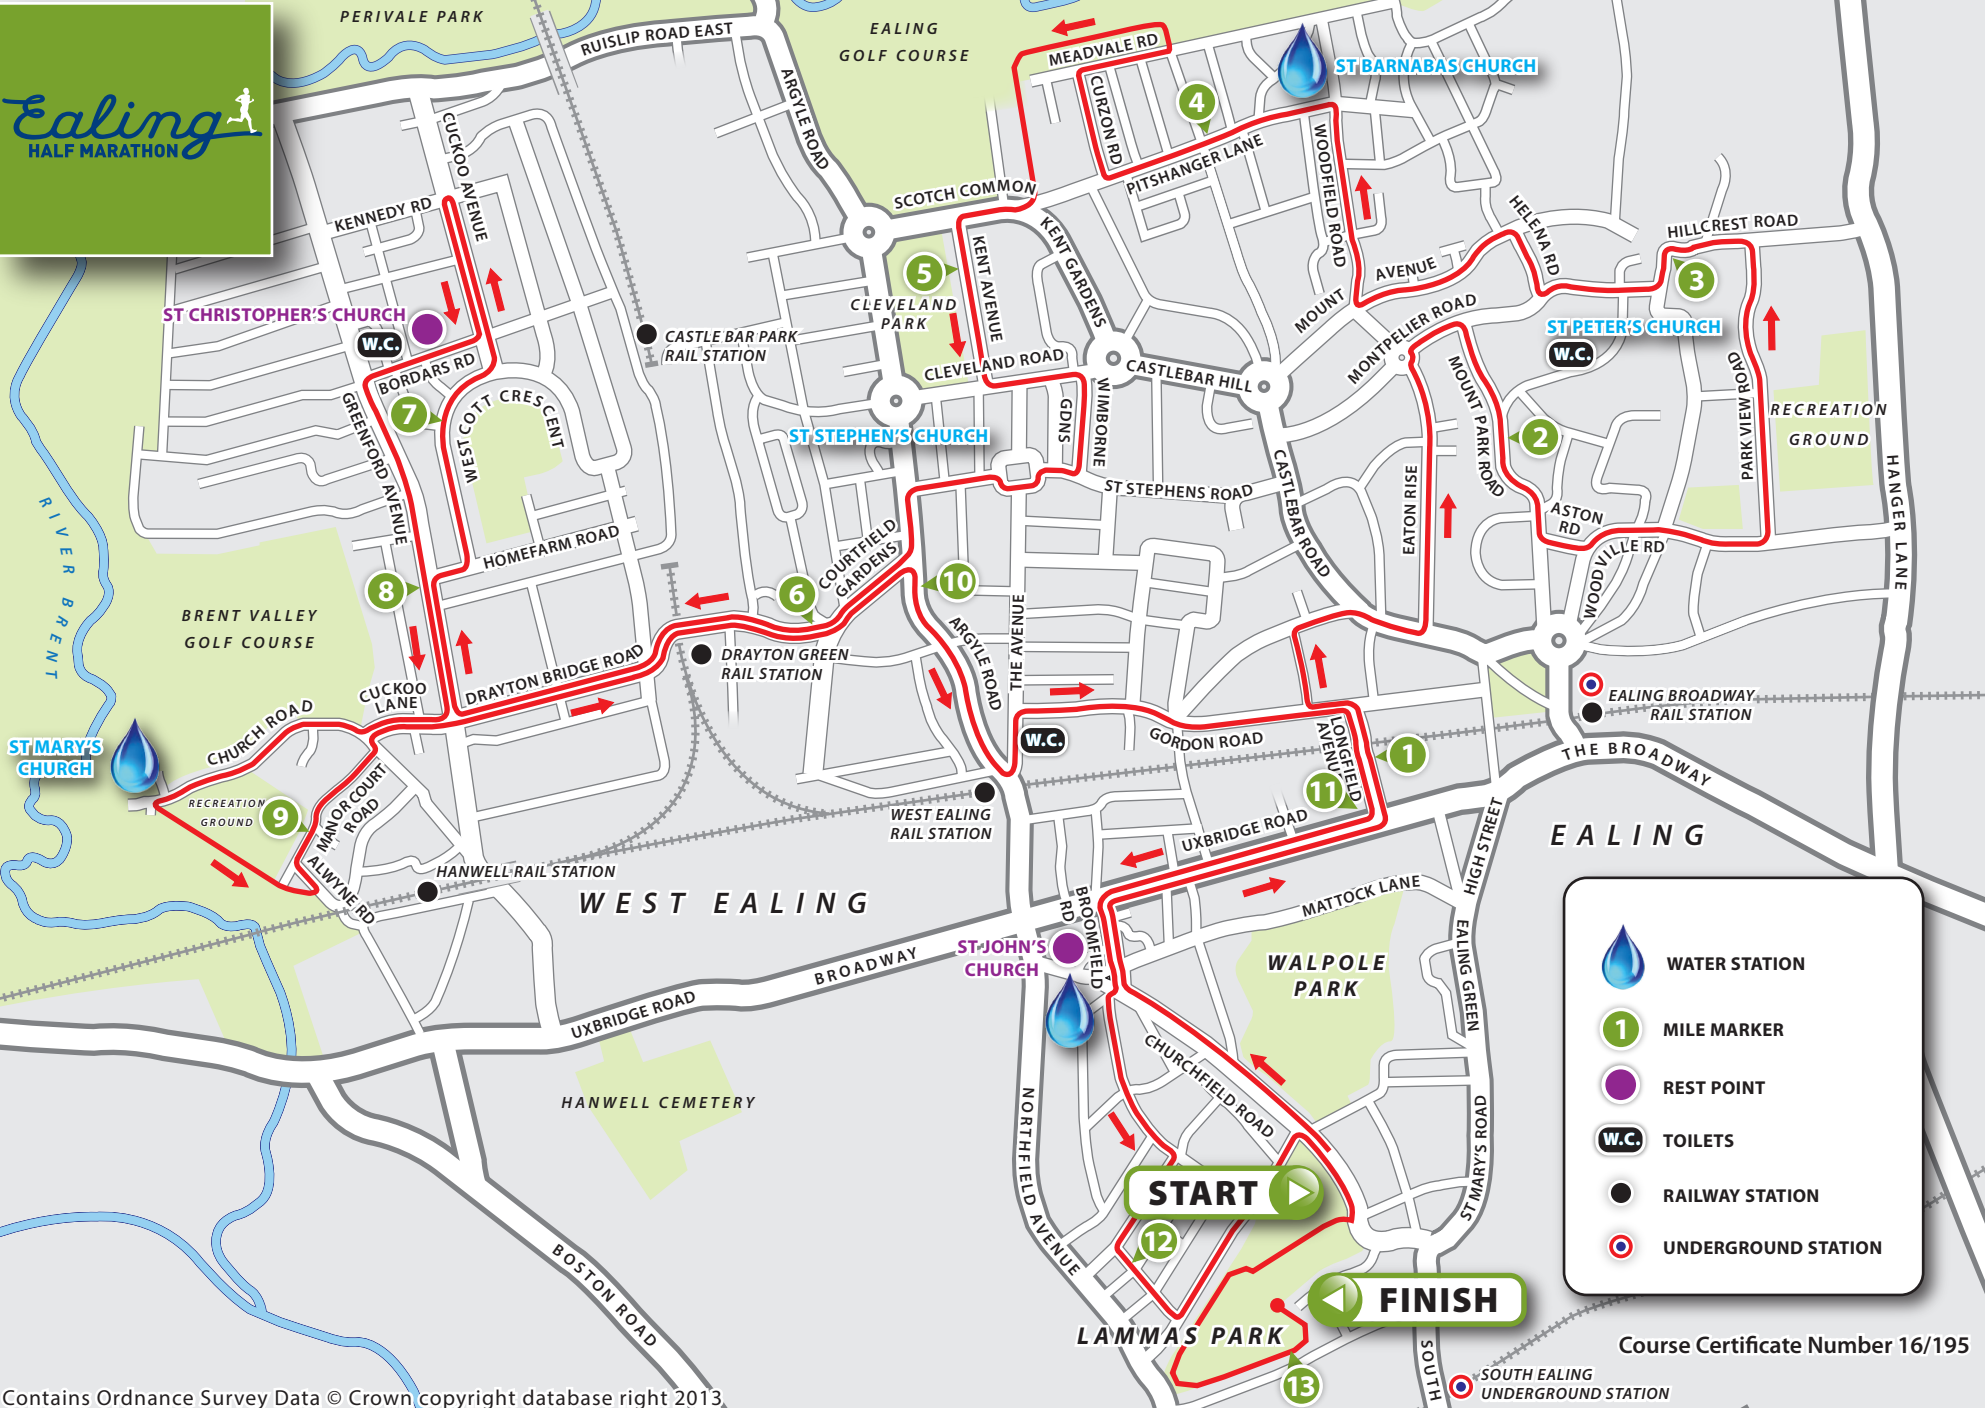 PERIVALE PARK
RUISLIP ROAD EAST
EALING
GOLF COURSE
MEADVALE RD
ST BARNABAS CHURCH
Ealing
HALF MARATHON
CUCKOO AVENUE
ARGYLE ROAD
CURZON RD
4
PITSHANGER LANE
WOODFIELD ROAD
KENNEDY RD
SCOTCH COMMON
KENT GARDENS
HELENA RD
HILLCREST ROAD
5
KENT AVENUE
AVENUE
MOUNT
3
CLEVELAND
PARK
ST CHRISTOPHER'S CHURCH
W.C.
CASTLE BAR PARK
RAIL STATION
MONTPELIER ROAD
ST PETER'S CHURCH
W.C.
BORDARS RD
CLEVELAND ROAD
CASTLEBAR HILL
7
WESTCOTT CRESCENT
GREENFORD AVENUE
GDNS
WIMBORNE
MOUNT PARK ROAD
2
PARKVIEW ROAD
RECREATION
GROUND
ST STEPHEN'S CHURCH
HANGER LANE
ST STEPHENS ROAD
CASTLEBAR ROAD
EATON RISE
ASTON
RD
WOODVILLE RD
RIVER BRENT
HOMEFARM ROAD
COURTFIELD
GARDENS
8
6
10
BRENT VALLEY
GOLF COURSE
ARGYLE ROAD
THE AVENUE
DRAYTON GREEN
RAIL STATION
DRAYTON BRIDGE ROAD
CUCKOO
LANE
CHURCH ROAD
EALING BROADWAY
RAIL STATION
ST MARY'S
CHURCH
W.C.
GORDON ROAD
LONGFIELD
AVENUE
1
THE BROADWAY
RECREATION
GROUND
9
MANOR COURT
ROAD
11
WEST EALING
RAIL STATION
UXBRIDGE ROAD
HIGH STREET
EALING
ALWYNE RD
HANWELL RAIL STATION
WEST EALING
MATTOCK LANE
BROOMFIELD
RD
ST JOHN'S
CHURCH
EALING GREEN
WALPOLE
PARK
BROADWAY
UXBRIDGE ROAD
WATER STATION
1
MILE MARKER
REST POINT
W.C.
TOILETS
RAILWAY STATION
UNDERGROUND STATION
CHURCHFIELD ROAD
HANWELL CEMETERY
NORTHFIELD AVENUE
ST MARY'S ROAD
START
12
BOSTON ROAD
FINISH
LAMMAS PARK
13
SOUTH
Course Certificate Number 16/195
SOUTH EALING
UNDERGROUND STATION
Contains Ordnance Survey Data © Crown copyright database right 2013